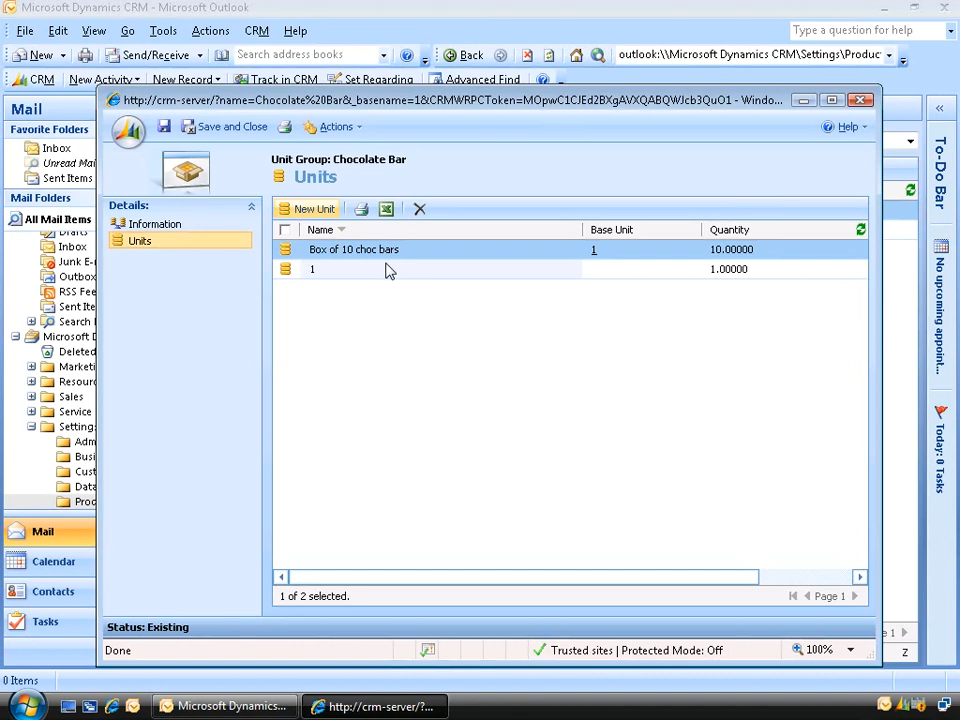 Microsoft Dynamics CRM - Microsoft Outlook
File Edit View Go Tools Actions CRM Help
Type a question for help
New Send/Receive Search address books Back outlook:\\Microsoft Dynamics CRM\Settings\Produc
CRM New Activity New Record Track in CRM Set Regarding Advanced Find
Mail
http://crm-server/?name=Chocolate%20Bar&_basename=1&CRMWRPCToken=MOpwC1CJEd2BXgAVXQABQWJcb3QuO1 - Windo...
Favorite Folders
Inbox
Unread Ma
Sent Items
Mail Folders
All Mail Items
Drafts
Inbox
Junk E-
Outbox
RSS Fee
Sent Ite
Search
Microsoft D
Deleted
Marketi
Resourc
Sales
Service
Setting
Adm
Busi
Cust
Data
Proc
Mail
Calendar
Contacts
Tasks
0 Items
Save and Close Actions Help
Unit Group: Chocolate Bar
Units
Details:
Information
Units
New Unit
Name Base Unit Quantity
Box of 10 choc bars 1 10.00000
1 1.00000
1 of 2 selected. Page 1
Status: Existing
Done Trusted sites | Protected Mode: Off 100%
To-Do Bar
No upcoming appoint...
Today: 0 Tasks
e 1
Z
Microsoft Dynamics... http://crm-server/?...